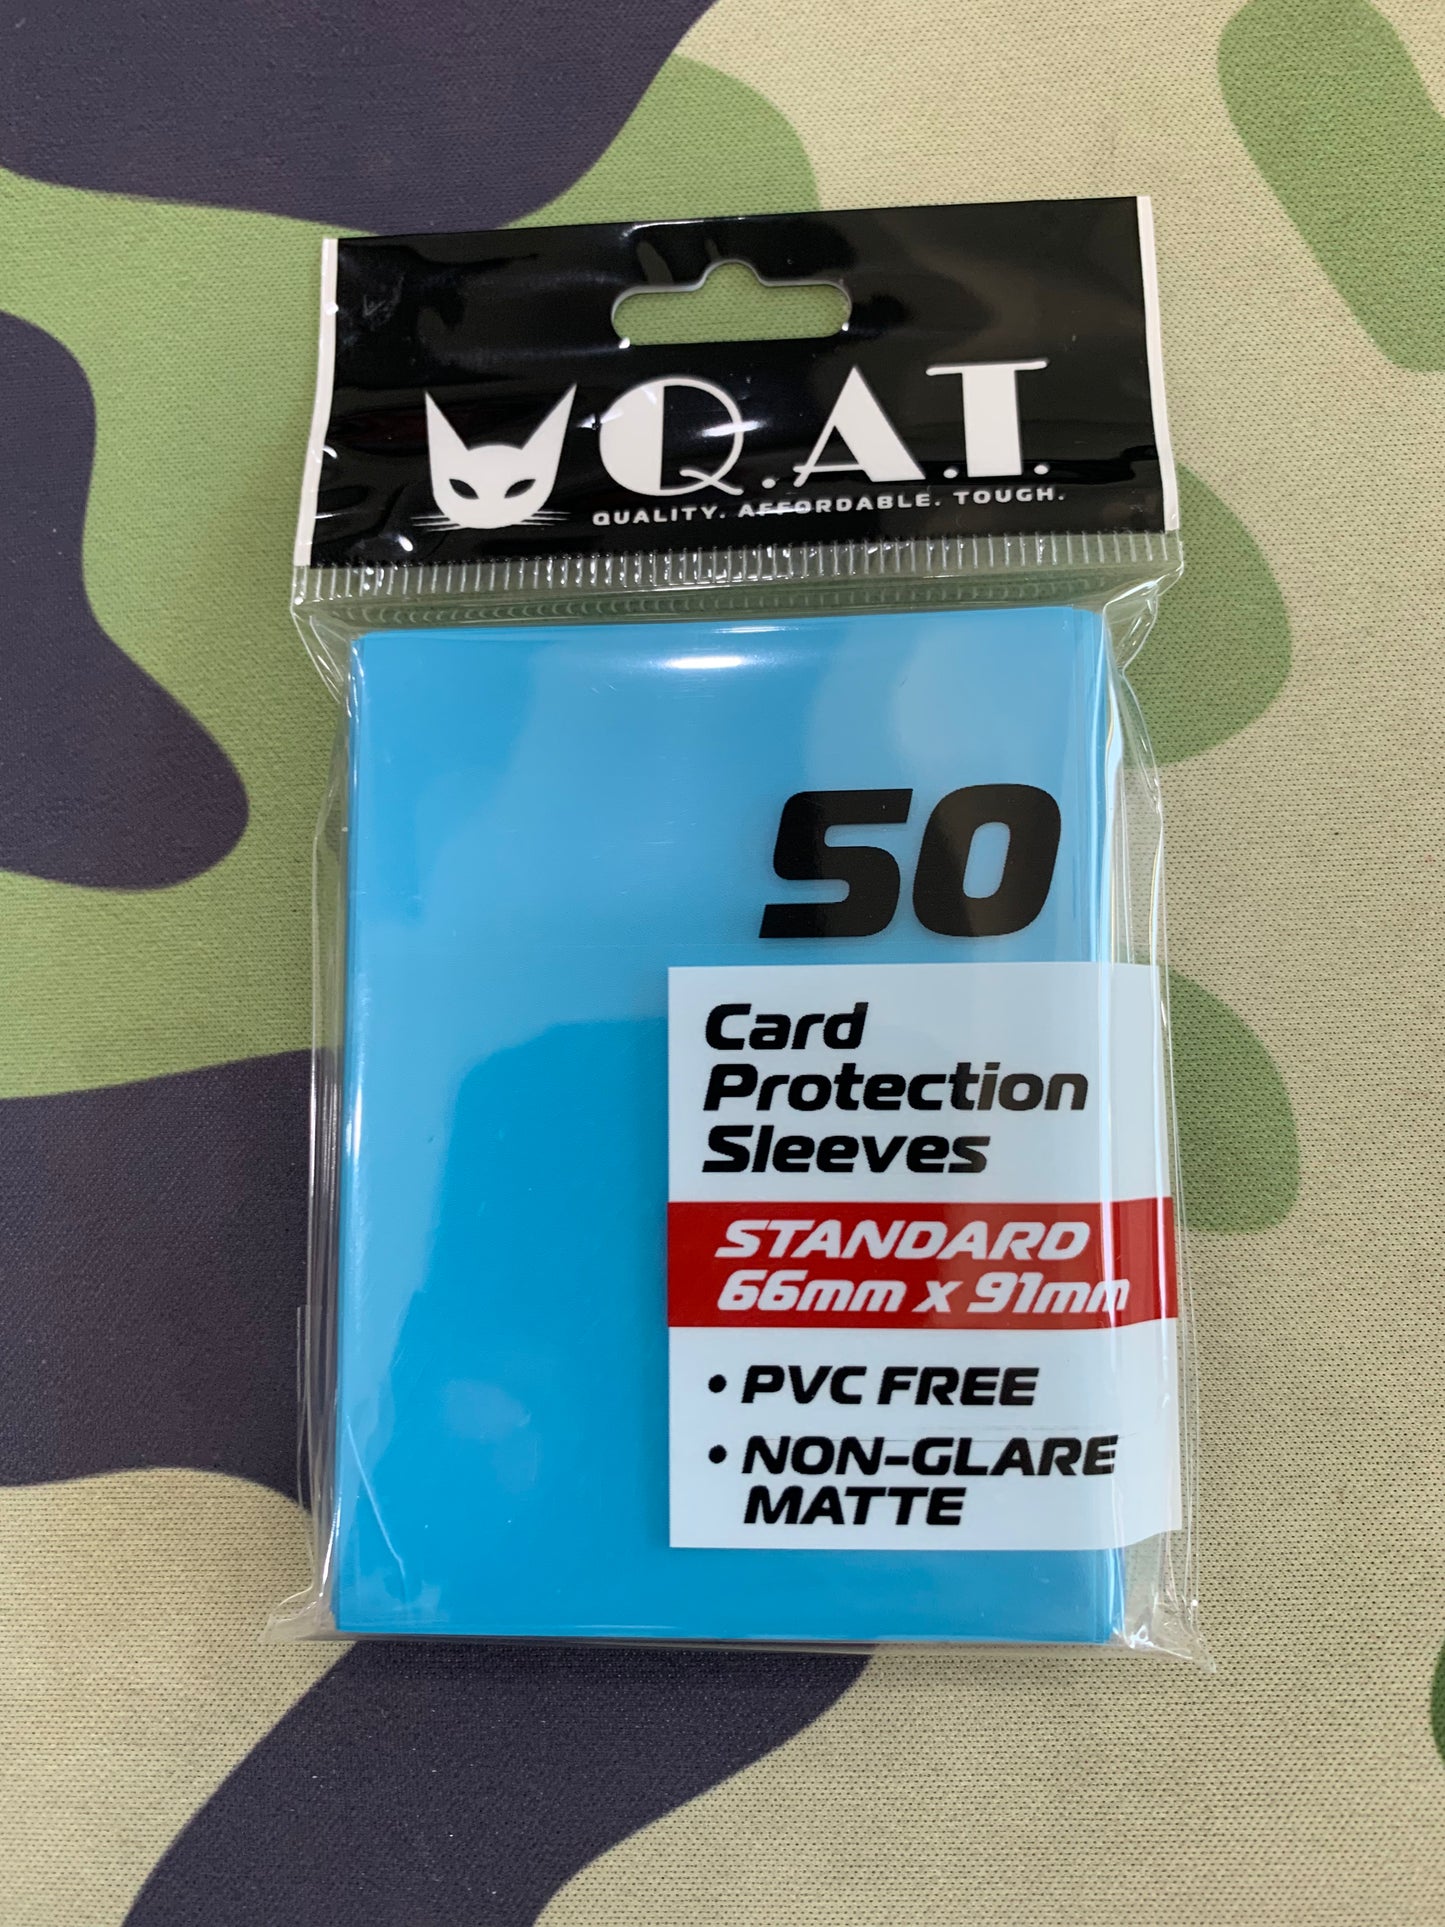 Q.A.T.
QUALITY. AFFORDABLE. TOUGH.
50
Card
Protection
Sleeves
STANDARD
66mm x 91mm
• PVC FREE
• NON-GLARE
MATTE